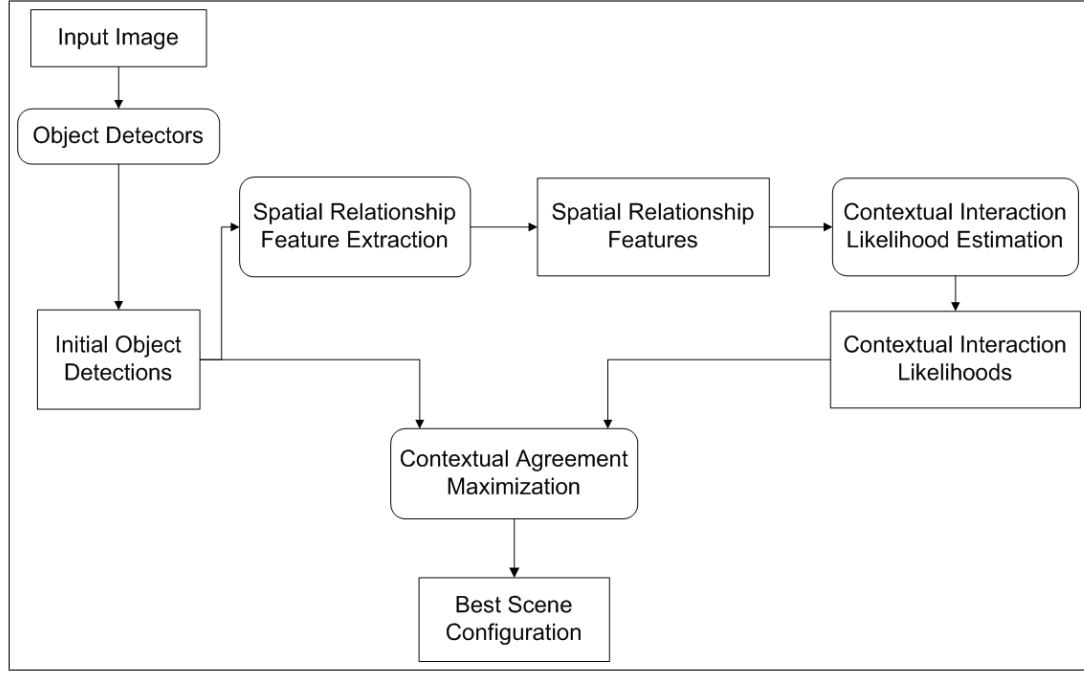 Input Image
Object Detectors
Spatial Relationship
Feature Extraction
Spatial Relationship
Features
Contextual Interaction
Likelihood Estimation
Initial Object
Detections
Contextual Interaction
Likelihoods
Contextual Agreement
Maximization
Best Scene
Configuration